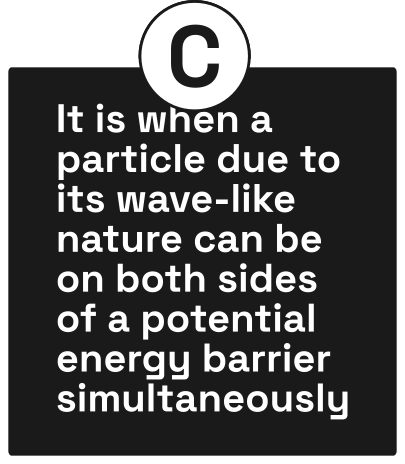 C
It is when a
particle due to
its wave-like
nature can be
on both sides
of a potential
energy barrier
simultaneously